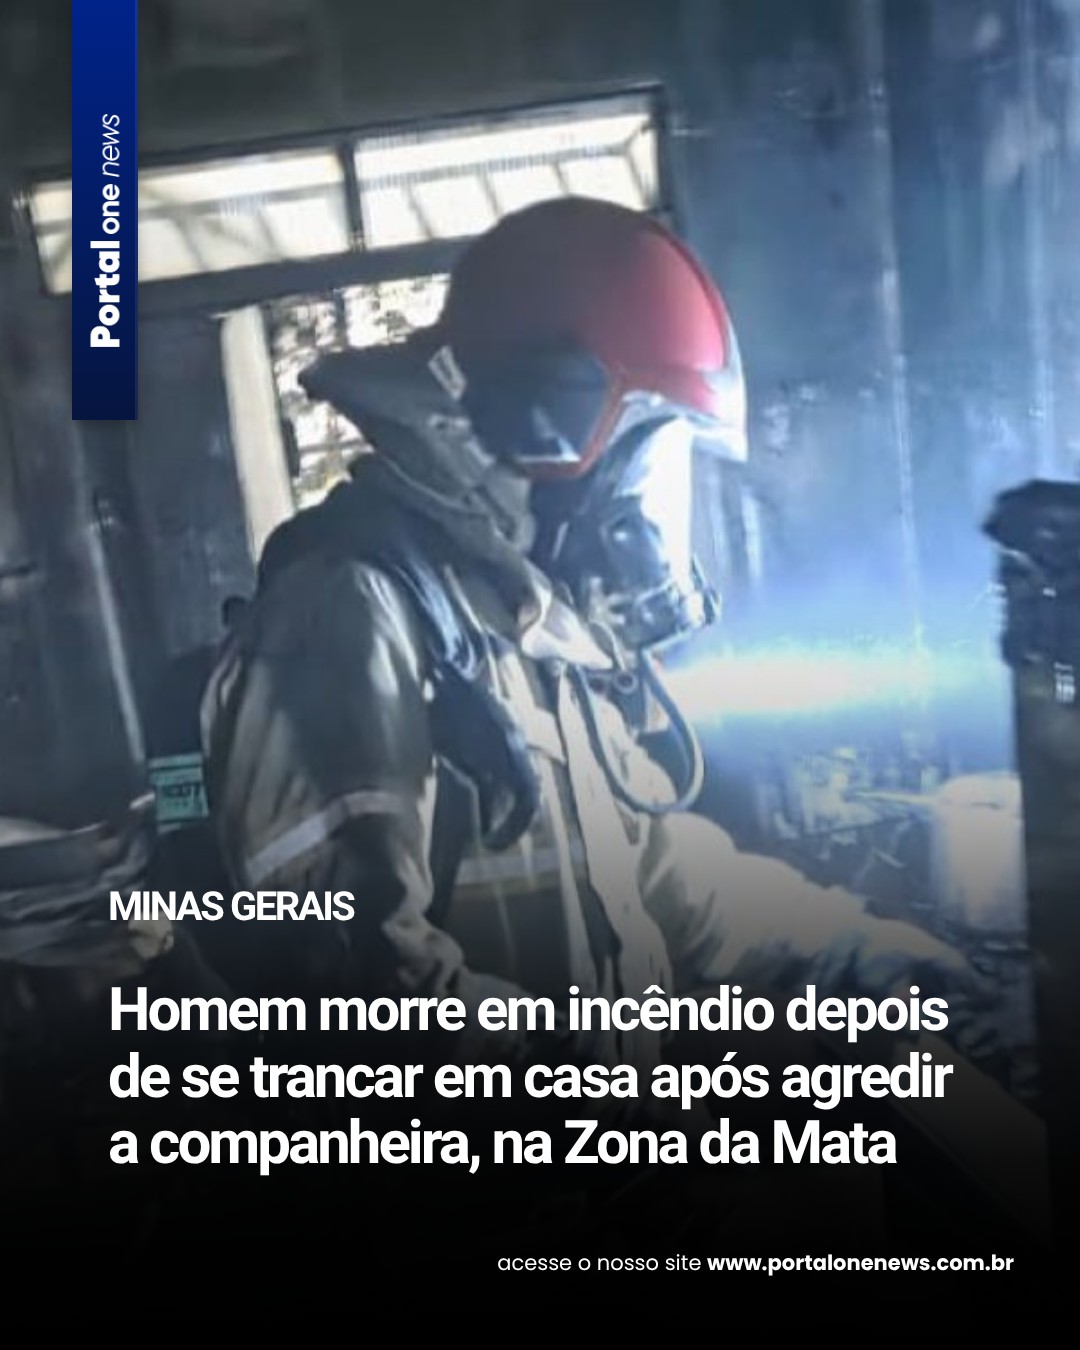 Portal one news
MINAS GERAIS
Homem morre em incêndio depois
de se trancar em casa após agredir
a companheira, na Zona da Mata
acesse o nosso site www.portalonenews.com.br